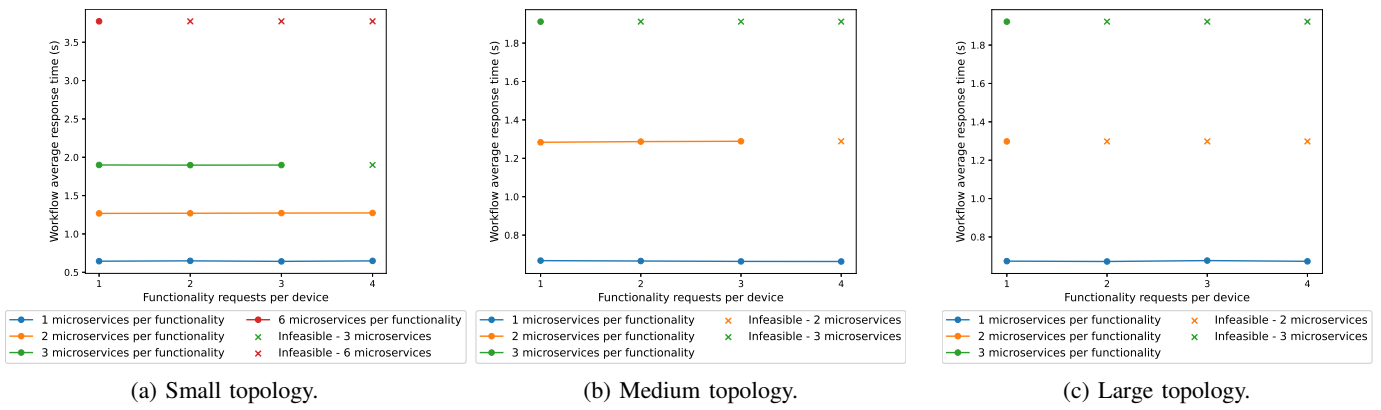 Workflow average response time (s)
3.5
3.0
2.5
2.0
1.5
1.0
0.5
1 2 3 4
Functionality requests per device
1 microservices per functionality
2 microservices per functionality
3 microservices per functionality
6 microservices per functionality
Infeasible - 3 microservices
Infeasible - 6 microservices
(a) Small topology.
Workflow average response time (s)
1.8
1.6
1.4
1.2
1.0
0.8
1 2 3 4
Functionality requests per device
1 microservices per functionality
2 microservices per functionality
3 microservices per functionality
Infeasible - 2 microservices
Infeasible - 3 microservices
(b) Medium topology.
Workflow average response time (s)
1.8
1.6
1.4
1.2
1.0
0.8
1 2 3 4
Functionality requests per device
1 microservices per functionality
2 microservices per functionality
3 microservices per functionality
Infeasible - 2 microservices
Infeasible - 3 microservices
(c) Large topology.